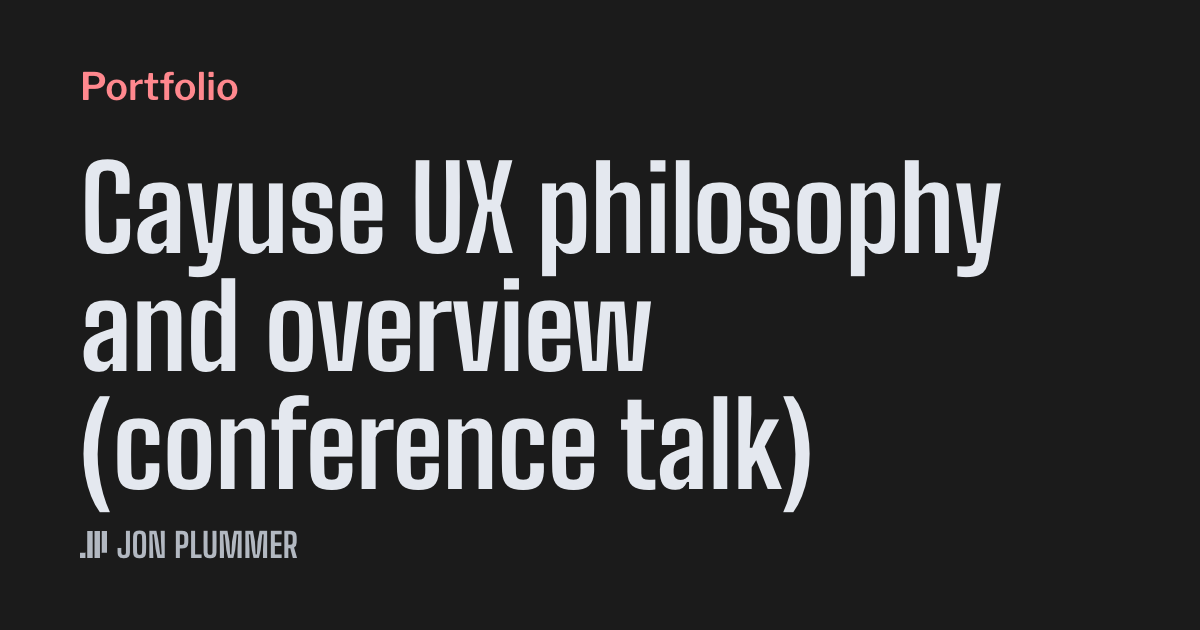 Portfolio
Cayuse UX philosophy
and overview
(conference talk)
JON PLUMMER